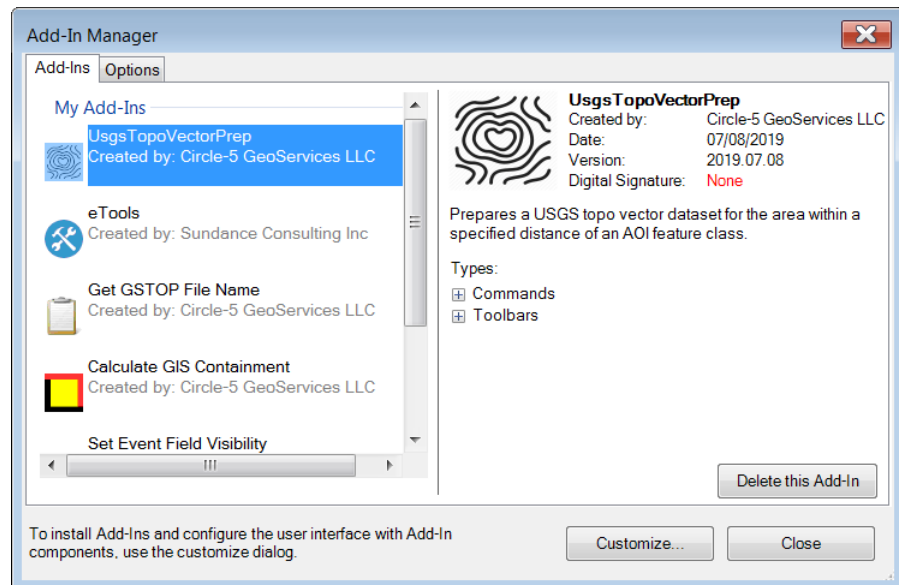 Add-In Manager
Add-Ins
Options
My Add-Ins
UsgsTopoVectorPrep
Created by: Circle-5 GeoServices LLC
eTools
Created by: Sundance Consulting Inc
Get GSTOP File Name
Created by: Circle-5 GeoServices LLC
Calculate GIS Containment
Created by: Circle-5 GeoServices LLC
Set Event Field Visibility
UsgsTopoVectorPrep
Created by: Circle-5 GeoServices LLC
Date: 07/08/2019
Version: 2019.07.08
Digital Signature: None
Prepares a USGS topo vector dataset for the area within a
specified distance of an AOI feature class.
Types:
Commands
Toolbars
Delete this Add-In
To install Add-Ins and configure the user interface with Add-In
components, use the customize dialog.
Customize...
Close